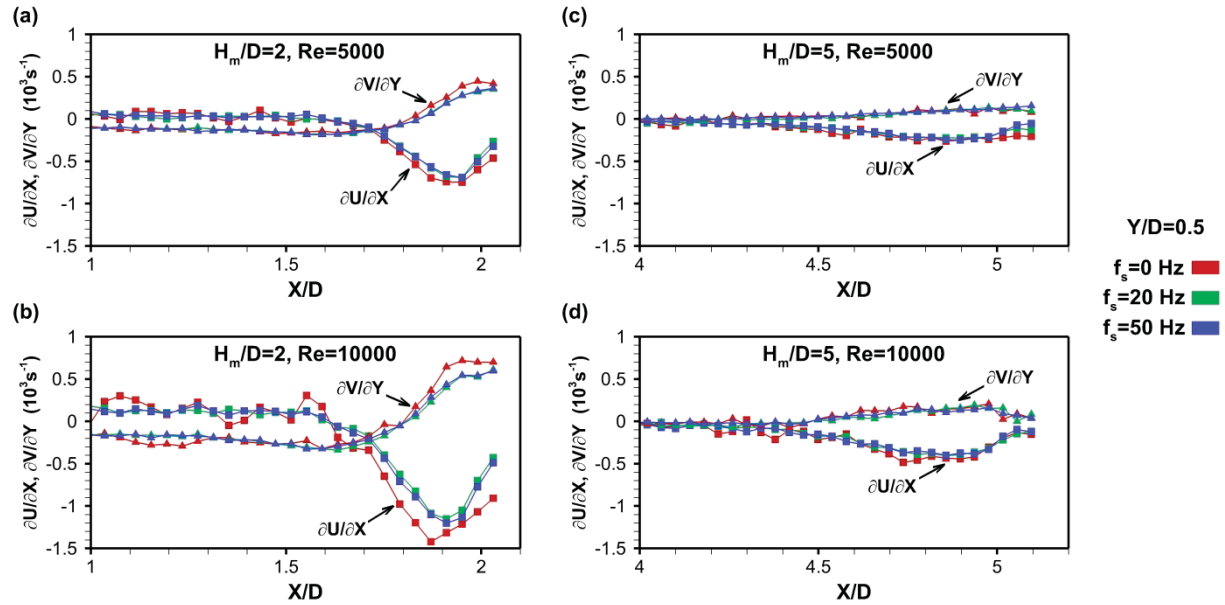 (a)
∂U/∂X, ∂V/∂Y (10³s⁻¹)
1
0.5
0
-0.5
-1
-1.5
H_m/D=2, Re=5000
∂V/∂Y
∂U/∂X
1 1.5 2
X/D
(c)
∂U/∂X, ∂V/∂Y (10³s⁻¹)
1
0.5
0
-0.5
-1
-1.5
H_m/D=5, Re=5000
∂V/∂Y
∂U/∂X
4 4.5 5
X/D
Y/D=0.5
f_s=0 Hz
f_s=20 Hz
f_s=50 Hz
(b)
∂U/∂X, ∂V/∂Y (10³s⁻¹)
1
0.5
0
-0.5
-1
-1.5
H_m/D=2, Re=10000
∂V/∂Y
∂U/∂X
1 1.5 2
X/D
(d)
∂U/∂X, ∂V/∂Y (10³s⁻¹)
1
0.5
0
-0.5
-1
-1.5
H_m/D=5, Re=10000
∂V/∂Y
∂U/∂X
4 4.5 5
X/D